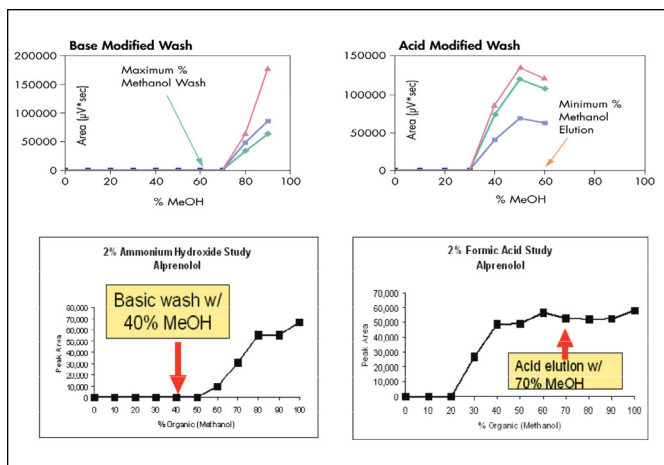 Base Modified Wash
200000
150000
100000
50000
0
Area [µV*sec)
Maximum %
Methanol Wash
0 20 40 60 80 100
% MeOH
Acid Modified Wash
150000
100000
50000
0
Area [µV*sec)
Minimum %
Methanol
Elution
0 20 40 60 80 100
% MeOH
2% Ammonium Hydroxide Study
Alprenolol
80,000
70,000
60,000
50,000
40,000
30,000
20,000
10,000
0
Peak Area
Basic wash w/
40% MeOH
0 10 20 30 40 50 60 70 80 90 100
% Organic (Methanol)
2% Formic Acid Study
Alprenolol
70,000
60,000
50,000
40,000
30,000
20,000
10,000
0
Peak Area
Acid elution w/
70% MeOH
0 10 20 30 40 50 60 70 80 90 100
% Organic (Methanol)